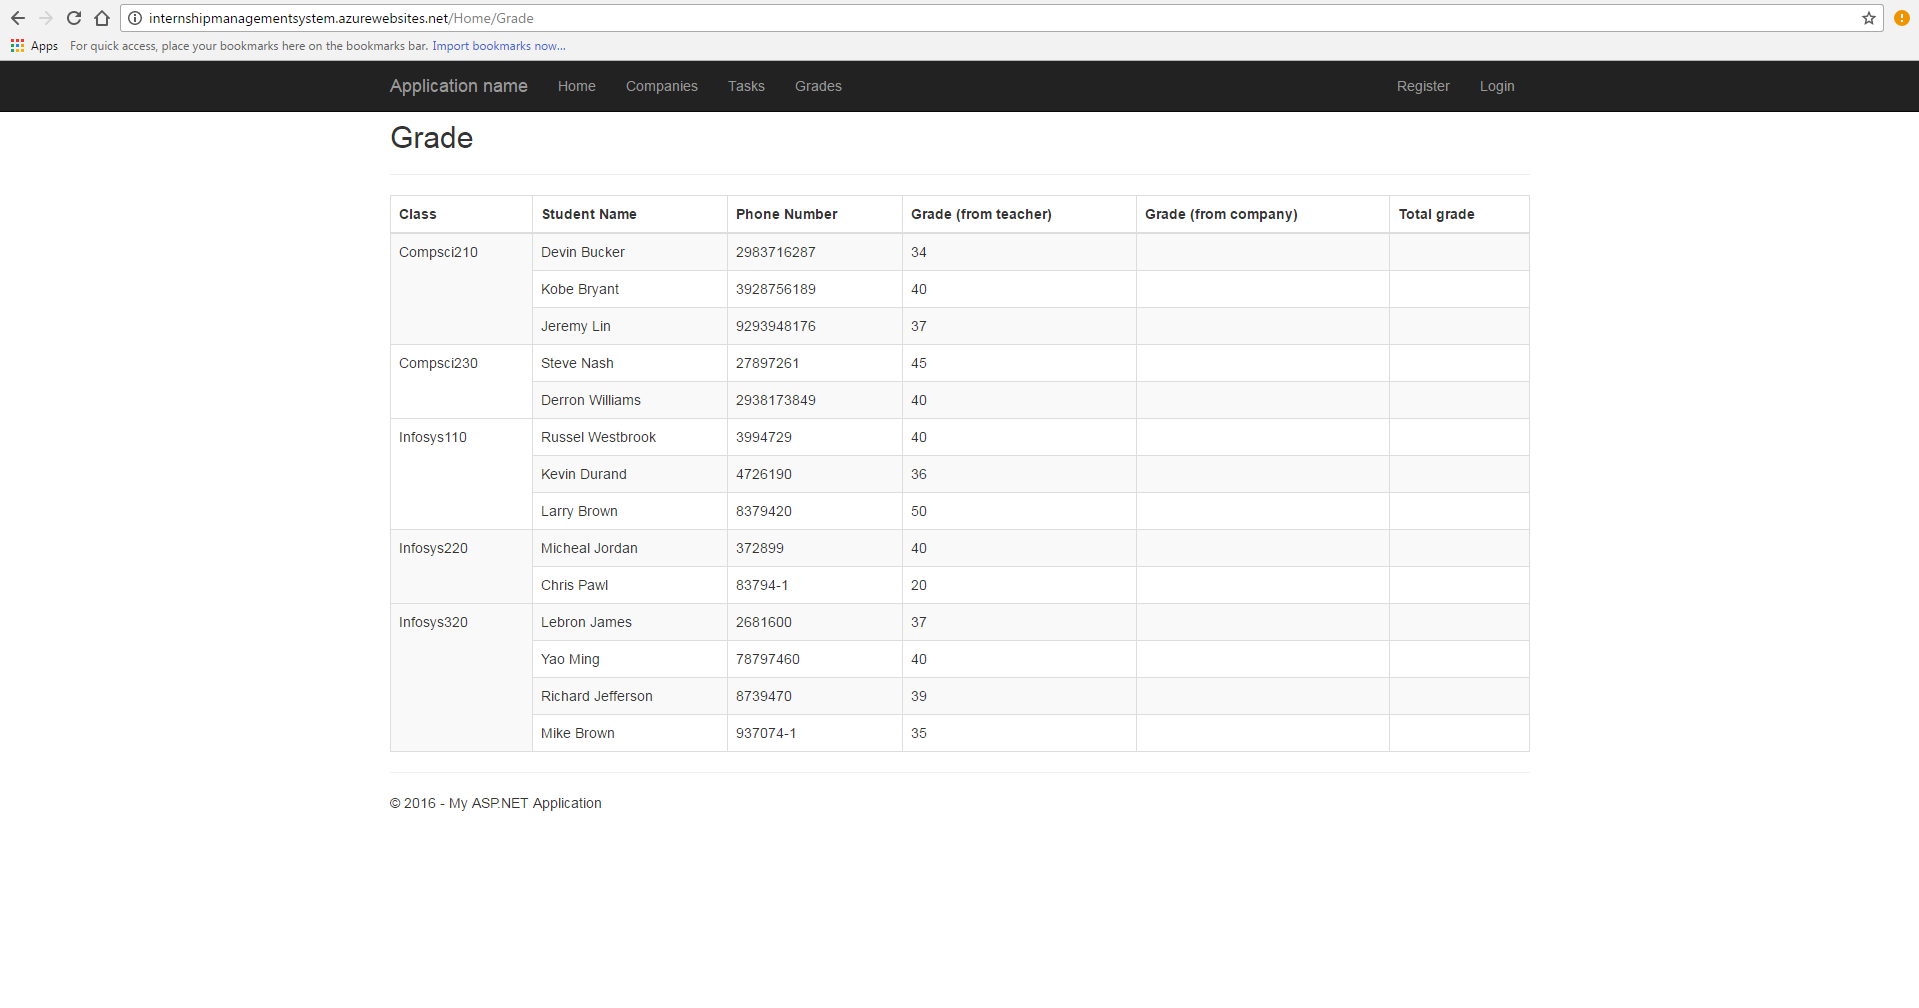 internshipmanagementsystem.azurewebsites.net/Home/Grade
Apps For quick access, place your bookmarks here on the bookmarks bar. Import bookmarks now...
Application name Home Companies Tasks Grades Register Login
Grade
Class Student Name Phone Number Grade (from teacher) Grade (from company) Total grade
Compsci210 Devin Bucker 2983716287 34
Kobe Bryant 3928756189 40
Jeremy Lin 9293948176 37
Compsci230 Steve Nash 27897261 45
Derron Williams 2938173849 40
Infosys110 Russel Westbrook 3994729 40
Kevin Durand 4726190 36
Larry Brown 8379420 50
Infosys220 Micheal Jordan 372899 40
Chris Pawl 83794-1 20
Infosys320 Lebron James 2681600 37
Yao Ming 78797460 40
Richard Jefferson 8739470 39
Mike Brown 937074-1 35
© 2016 - My ASP.NET Application